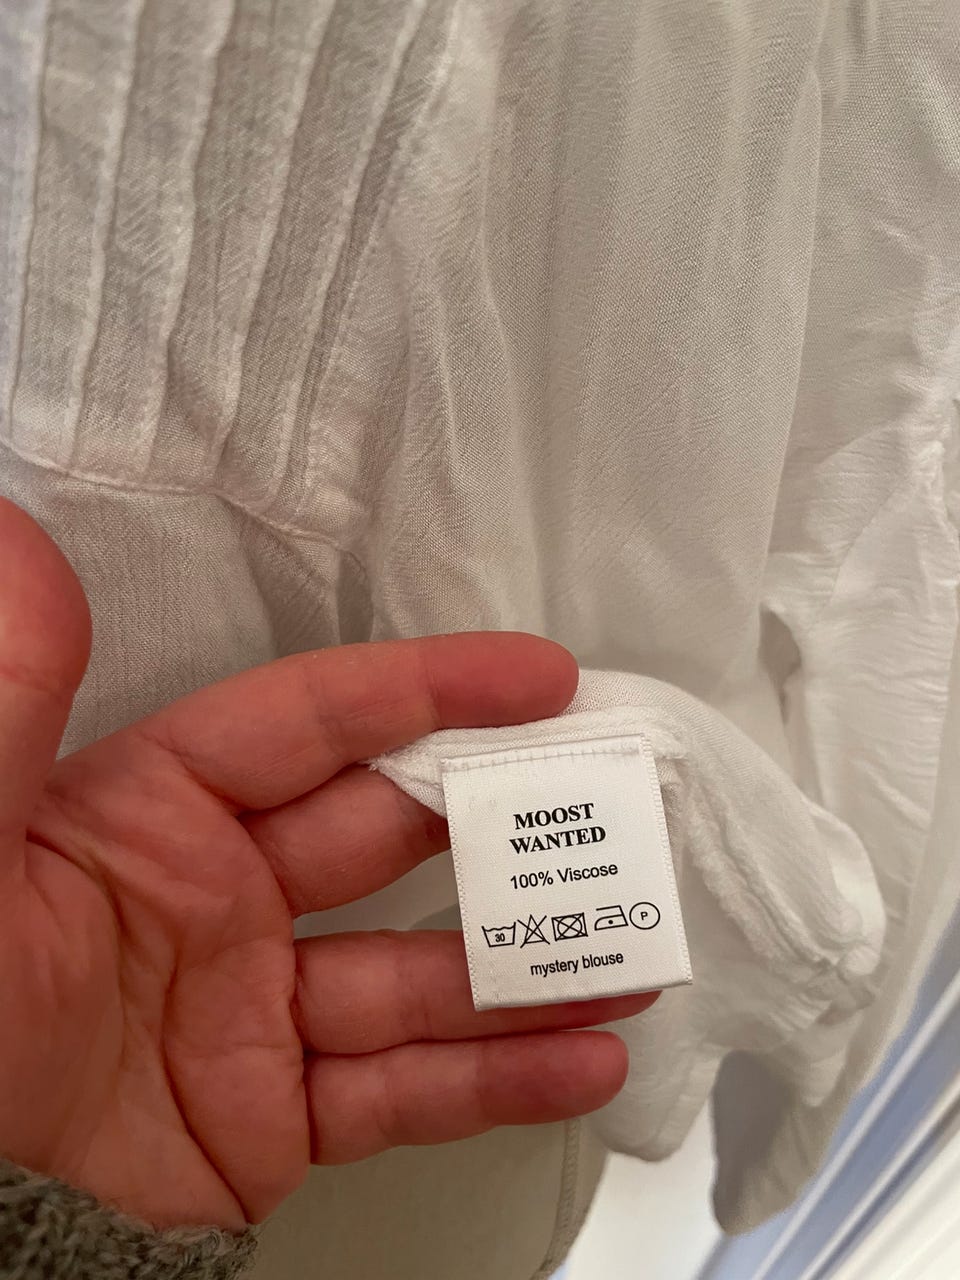 MOOST
WANTED
100% Viscose
30 P
mystery blouse